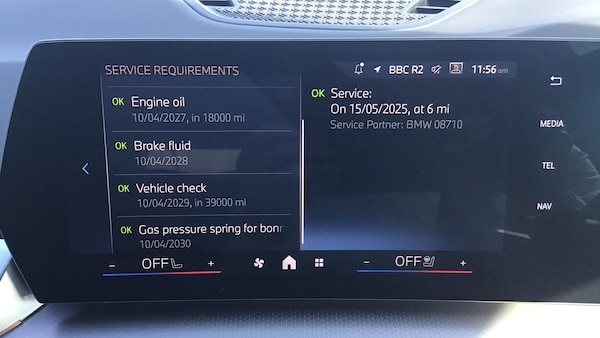 SERVICE REQUIREMENTS
BBC R2 11:56 am
OK Engine oil
10/04/2027, in 18000 mi
OK Brake fluid
10/04/2028
OK Vehicle check
10/04/2029, in 39000 mi
OK Gas pressure spring for bonr
10/04/2030
OK Service:
On 15/05/2025, at 6 mi
Service Partner: BMW 08710
MEDIA
TEL
NAV
- OFF +
- OFF +